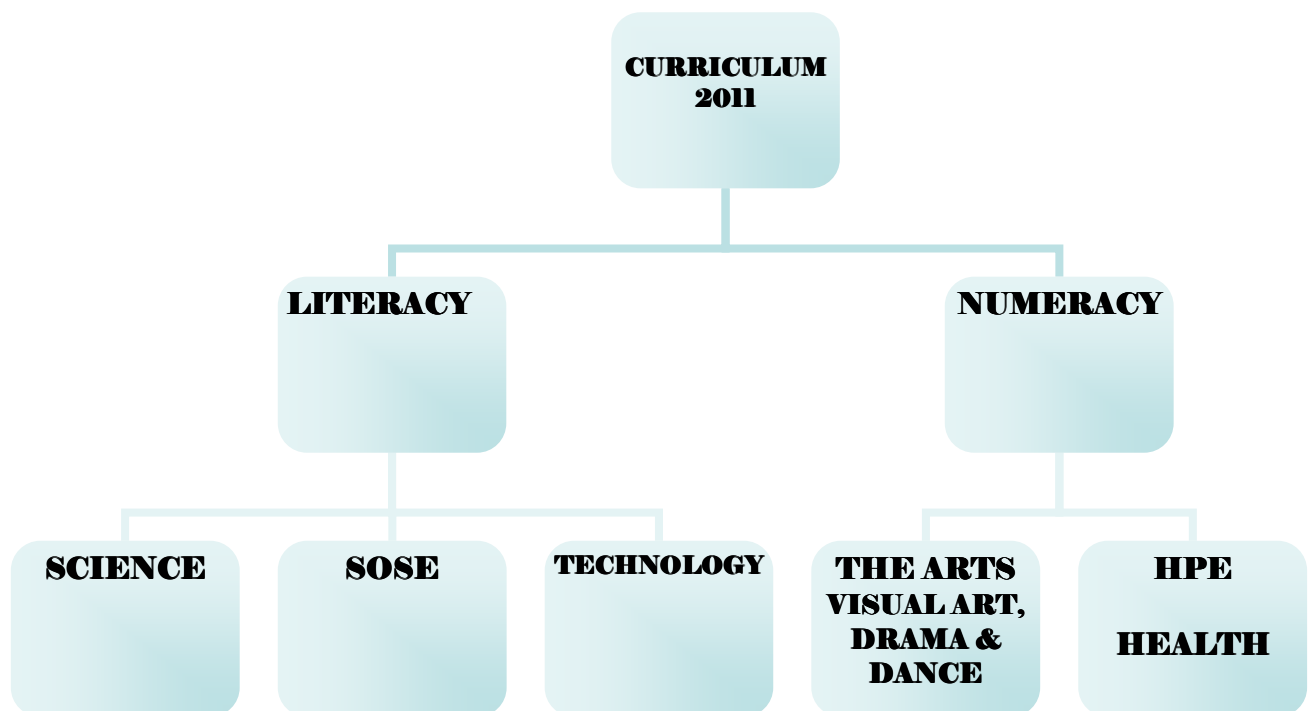 CURRICULUM
2011
LITERACY
NUMERACY
SCIENCE
SOSE
TECHNOLOGY
THE ARTS
VISUAL ART,
DRAMA &
DANCE
HPE
HEALTH